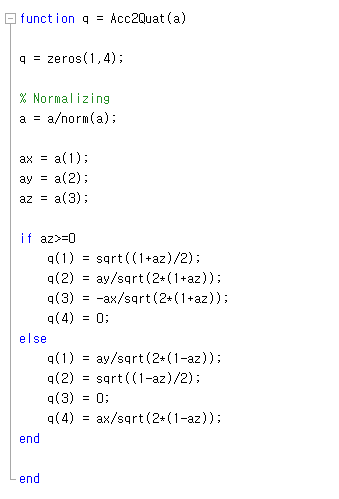 function q = Acc2Quat(a)
q = zeros(1,4);
% Normalizing
a = a/norm(a);
ax = a(1);
ay = a(2);
az = a(3);
if az>=0
    q(1) = sqrt((1+az)/2);
    q(2) = ay/sqrt(2*(1+az));
    q(3) = -ax/sqrt(2*(1+az));
    q(4) = 0;
else
    q(1) = ay/sqrt(2*(1-az));
    q(2) = sqrt((1-az)/2);
    q(3) = 0;
    q(4) = ax/sqrt(2*(1-az));
end
end